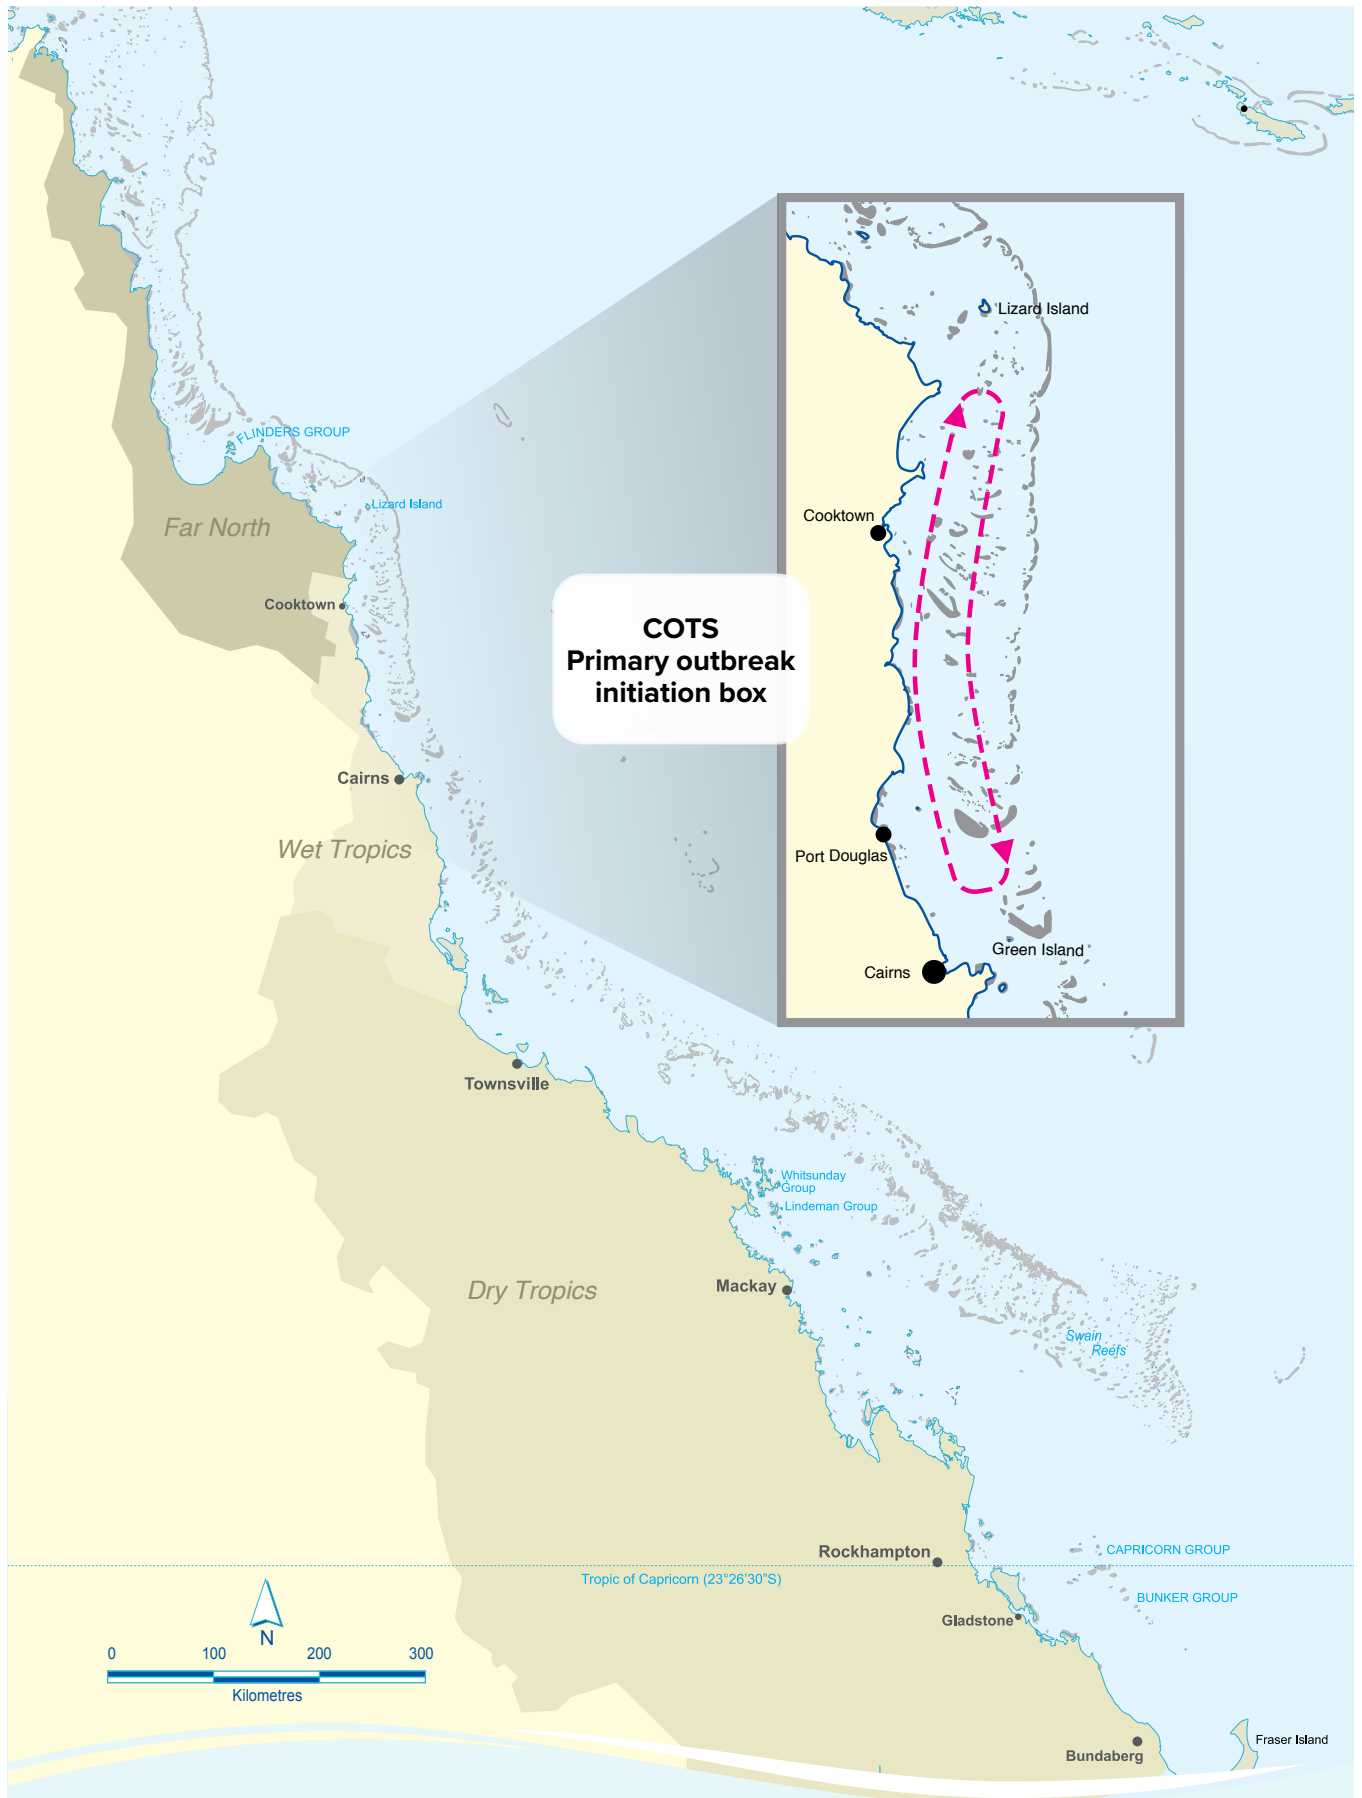 Lizard Island
FLINDERS GROUP
Lizard Island
Far North
Cooktown
Cooktown
COTS
Primary outbreak
initiation box
Cairns
Wet Tropics
Port Douglas
Green Island
Cairns
Townsville
Whitsunday
Group
Lindeman Group
Mackay
Dry Tropics
Swain
Reefs
Rockhampton
CAPRICORN GROUP
Tropic of Capricorn (23°26'30"S)
BUNKER GROUP
Gladstone
N
0 100 200 300
Kilometres
Fraser Island
Bundaberg